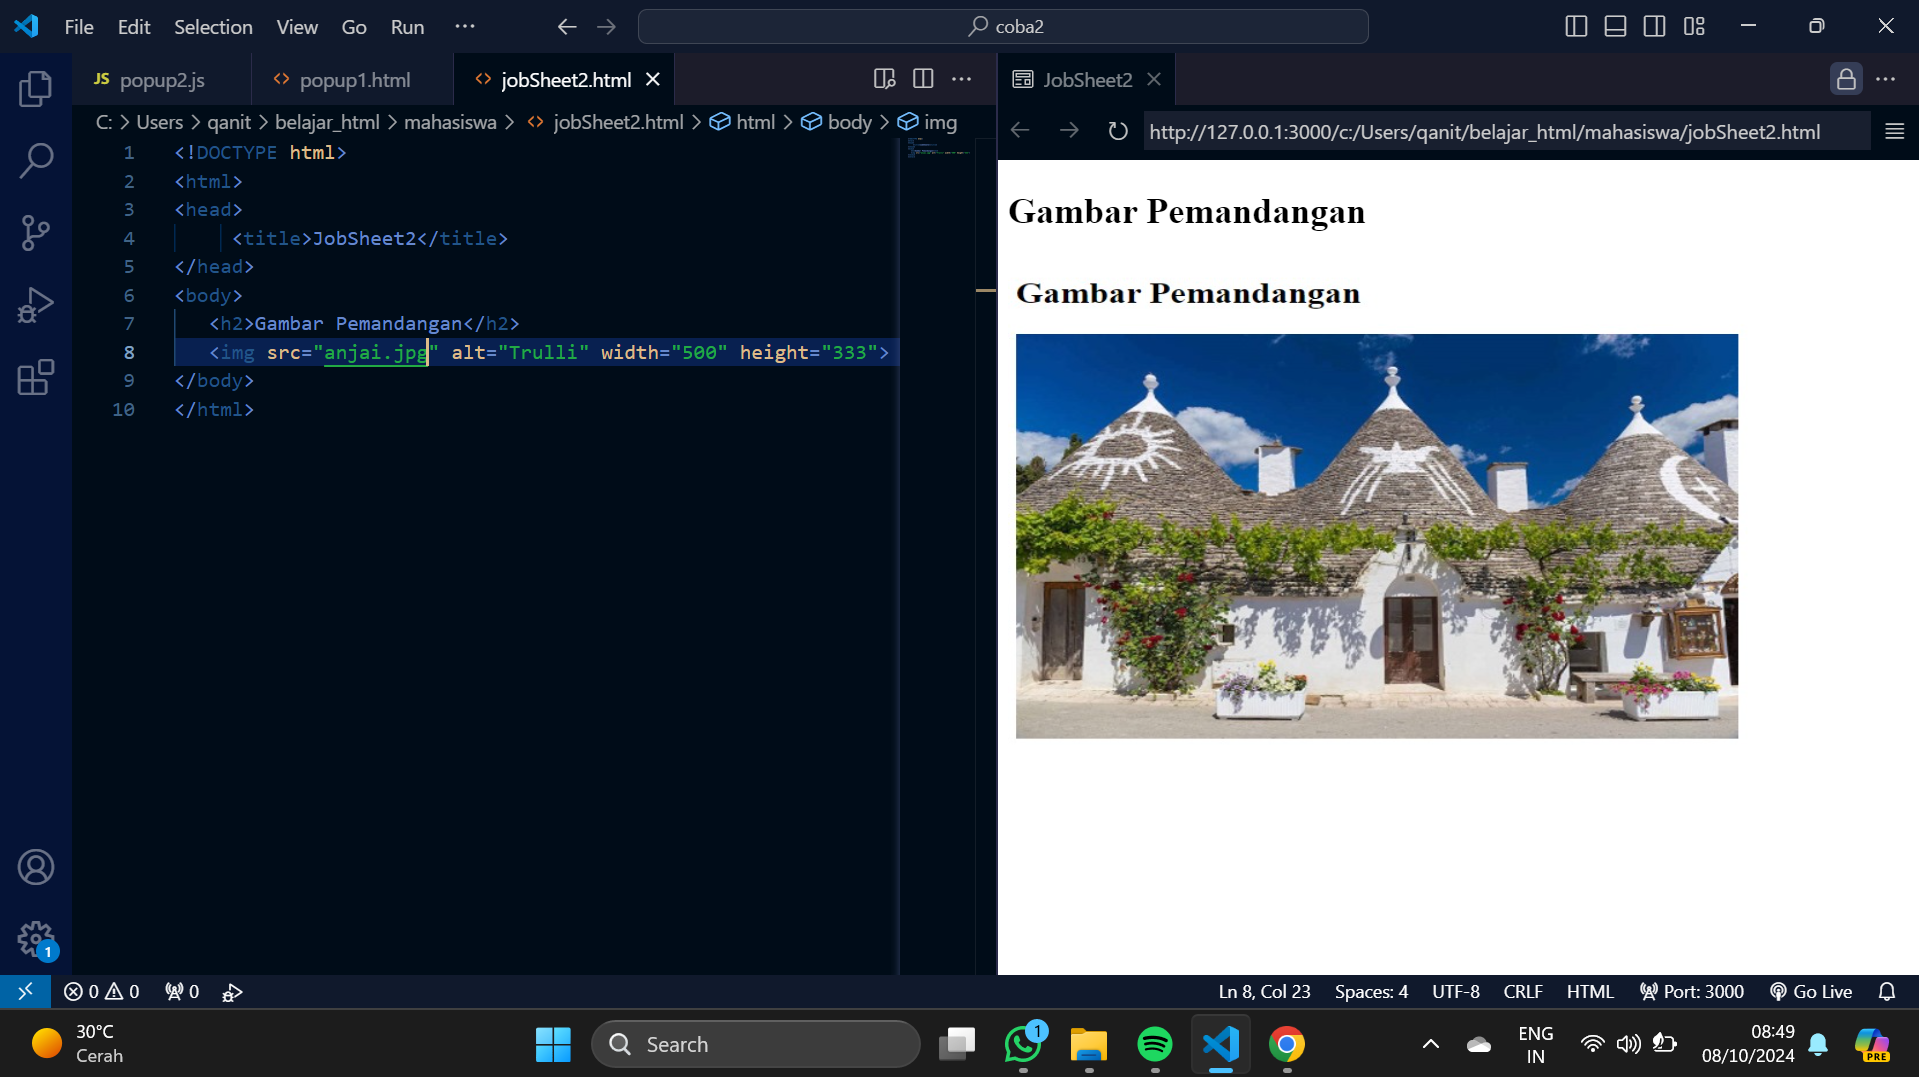 File Edit Selection View Go Run ···
coba2
JS popup2.js
<> popup1.html
<> jobSheet2.html
JobSheet2
C: > Users > qanit > belajar_html > mahasiswa > <> jobSheet2.html > html > body > img
http://127.0.0.1:3000/c:/Users/qanit/belajar_html/mahasiswa/jobSheet2.html
1 <!DOCTYPE html>
2 <html>
3 <head>
4 <title>JobSheet2</title>
5 </head>
6 <body>
7 <h2>Gambar Pemandangan</h2>
8 <img src="anjai.jpg" alt="Trulli" width="500" height="333">
9 </body>
10 </html>
Gambar Pemandangan
Gambar Pemandangan
1
0 0 0
Ln 8, Col 23 Spaces: 4 UTF-8 CRLF HTML Port: 3000 Go Live
30°C
Cerah
Search
1
ENG
IN
08:49
08/10/2024
PRE